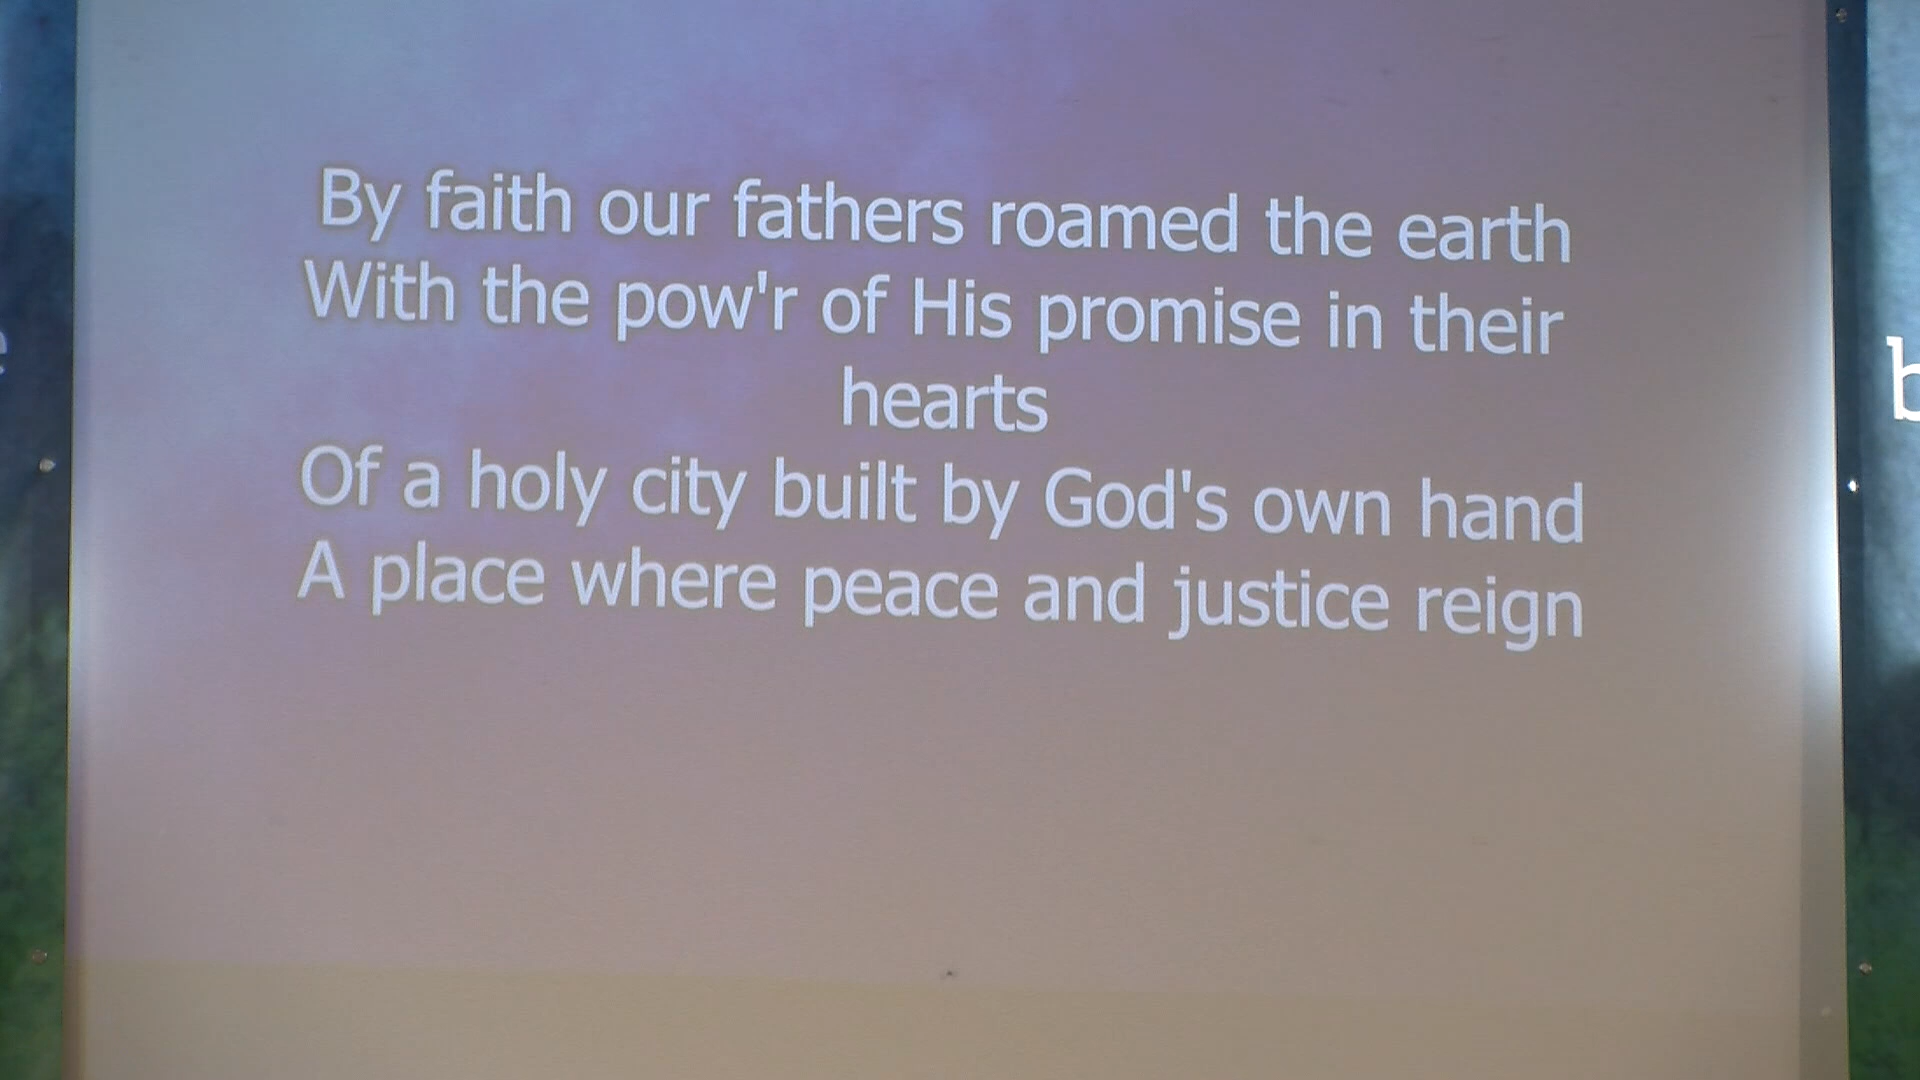 By faith our fathers roamed the earth
With the pow'r of His promise in their
hearts
Of a holy city built by God's own hand
A place where peace and justice reign